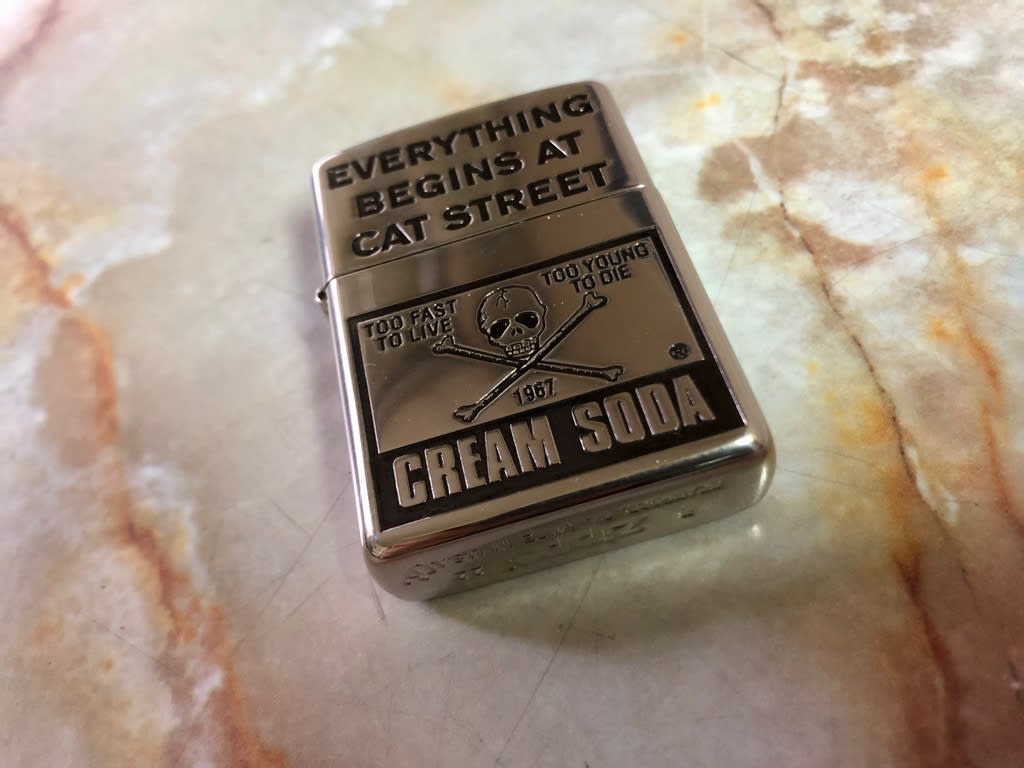 EVERYTHING
BEGINS AT
CAT STREET
TOO FAST
TO LIVE
TOO YOUNG
TO DIE
1967
CREAM SODA